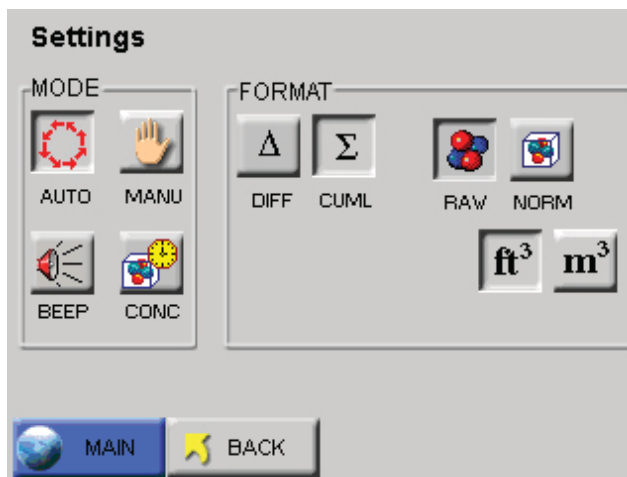 Settings
MODE
AUTO MANU
BEEP CONC
FORMAT
Δ Σ
DIFF CUML RAW NORM
ft³ m³
MAIN BACK